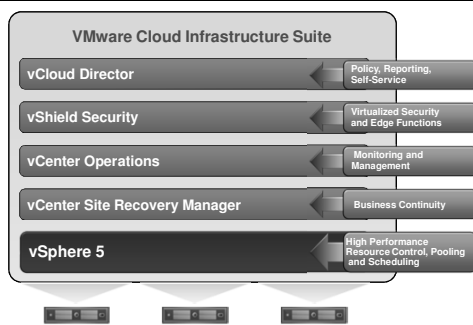 VMware Cloud Infrastructure Suite
vCloud Director
Policy, Reporting,
Self-Service
vShield Security
Virtualized Security
and Edge Functions
vCenter Operations
Monitoring and
Management
vCenter Site Recovery Manager
Business Continuity
vSphere 5
High Performance
Resource Control, Pooling
and Scheduling